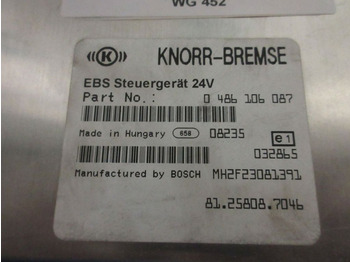 WG 452
((K)) KNORR-BREMSE
EBS Steuergerät 24V
Part No.: 0 486 106 087
Made in Hungary 858 08235 e1
032865
Manufactured by BOSCH MH2F23081391
81.25808.7046